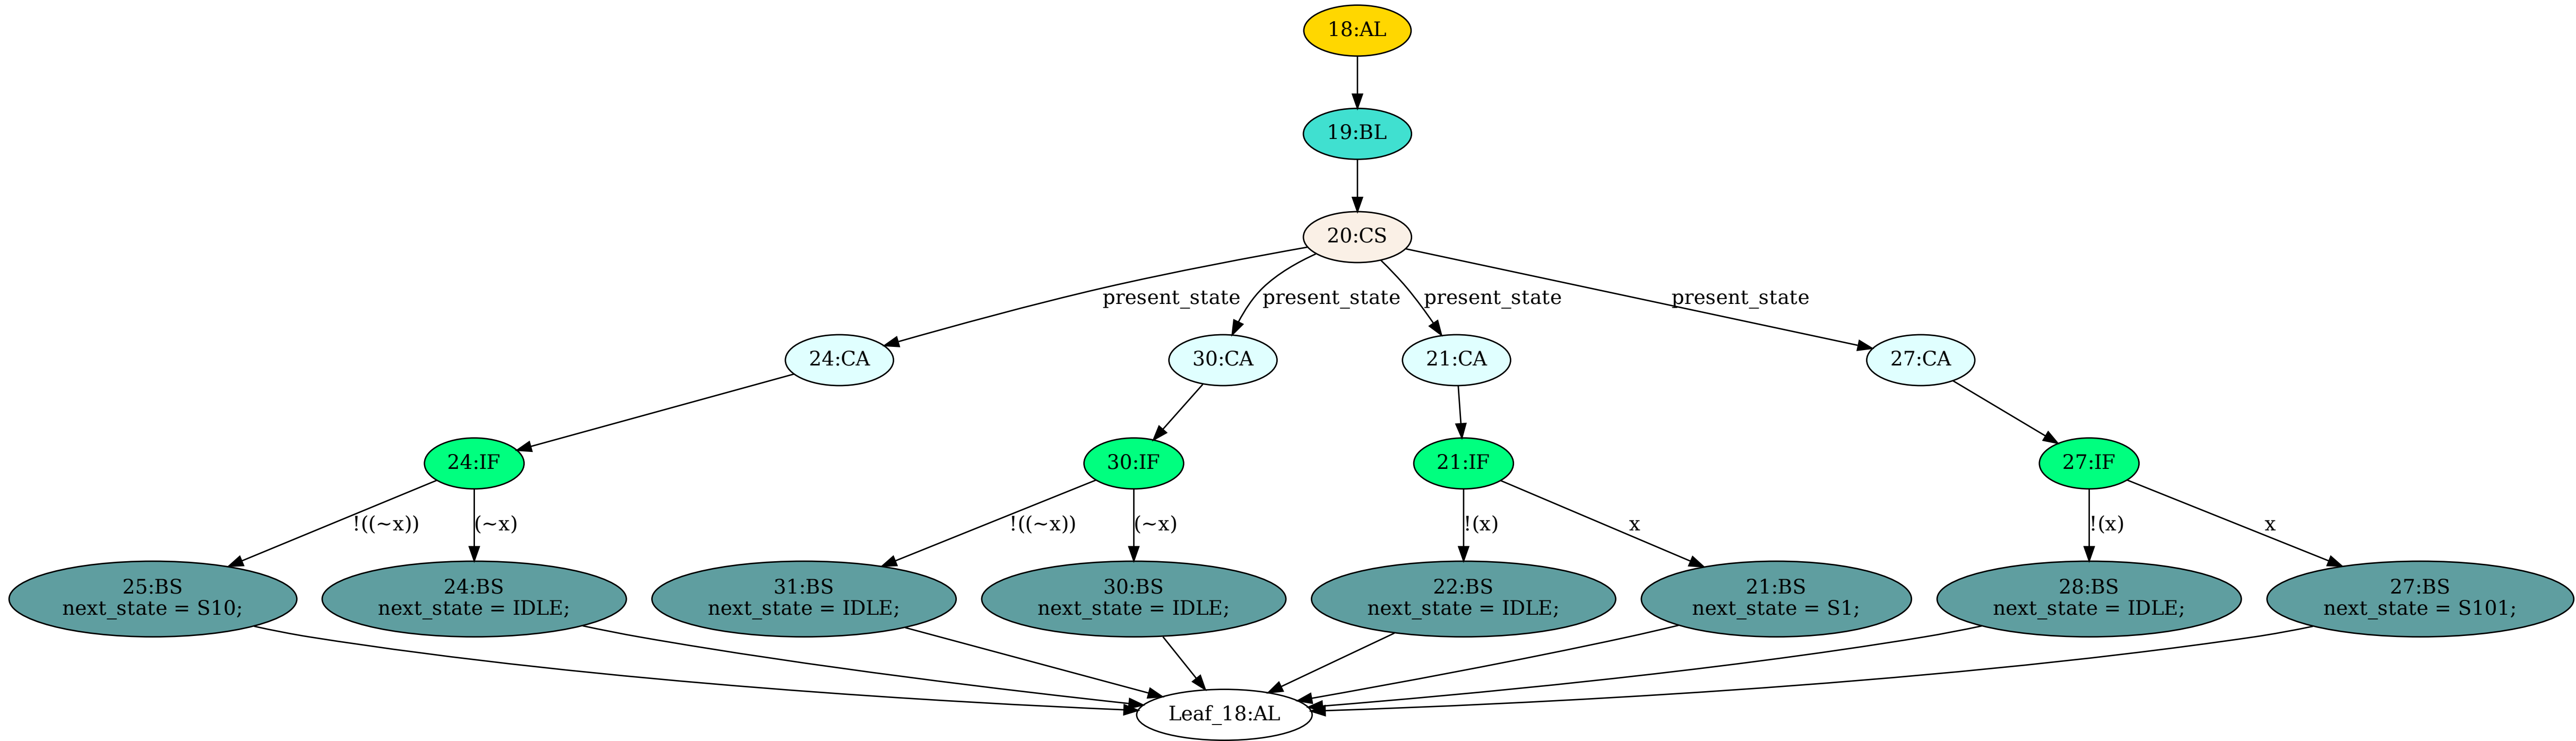 18:AL
19:BL
20:CS
present_state
present_state
present_state
present_state
24:CA
30:CA
21:CA
27:CA
24:IF
30:IF
21:IF
27:IF
!((~x))
(~x)
!((~x))
(~x)
!(x)
x
!(x)
x
25:BS
next_state = S10;
24:BS
next_state = IDLE;
31:BS
next_state = IDLE;
30:BS
next_state = IDLE;
22:BS
next_state = IDLE;
21:BS
next_state = S1;
28:BS
next_state = IDLE;
27:BS
next_state = S101;
Leaf_18:AL